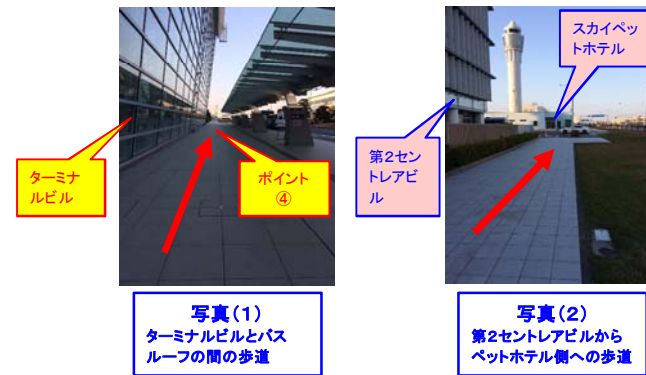 ターミナ
ルビル
ポイント
④
写真(1)
ターミナルビルとバス
ルーフの間の歩道
スカイペッ
トホテル
第2セン
トレアビ
ル
写真(2)
第2セントレアビルから
ペットホテル側への歩道